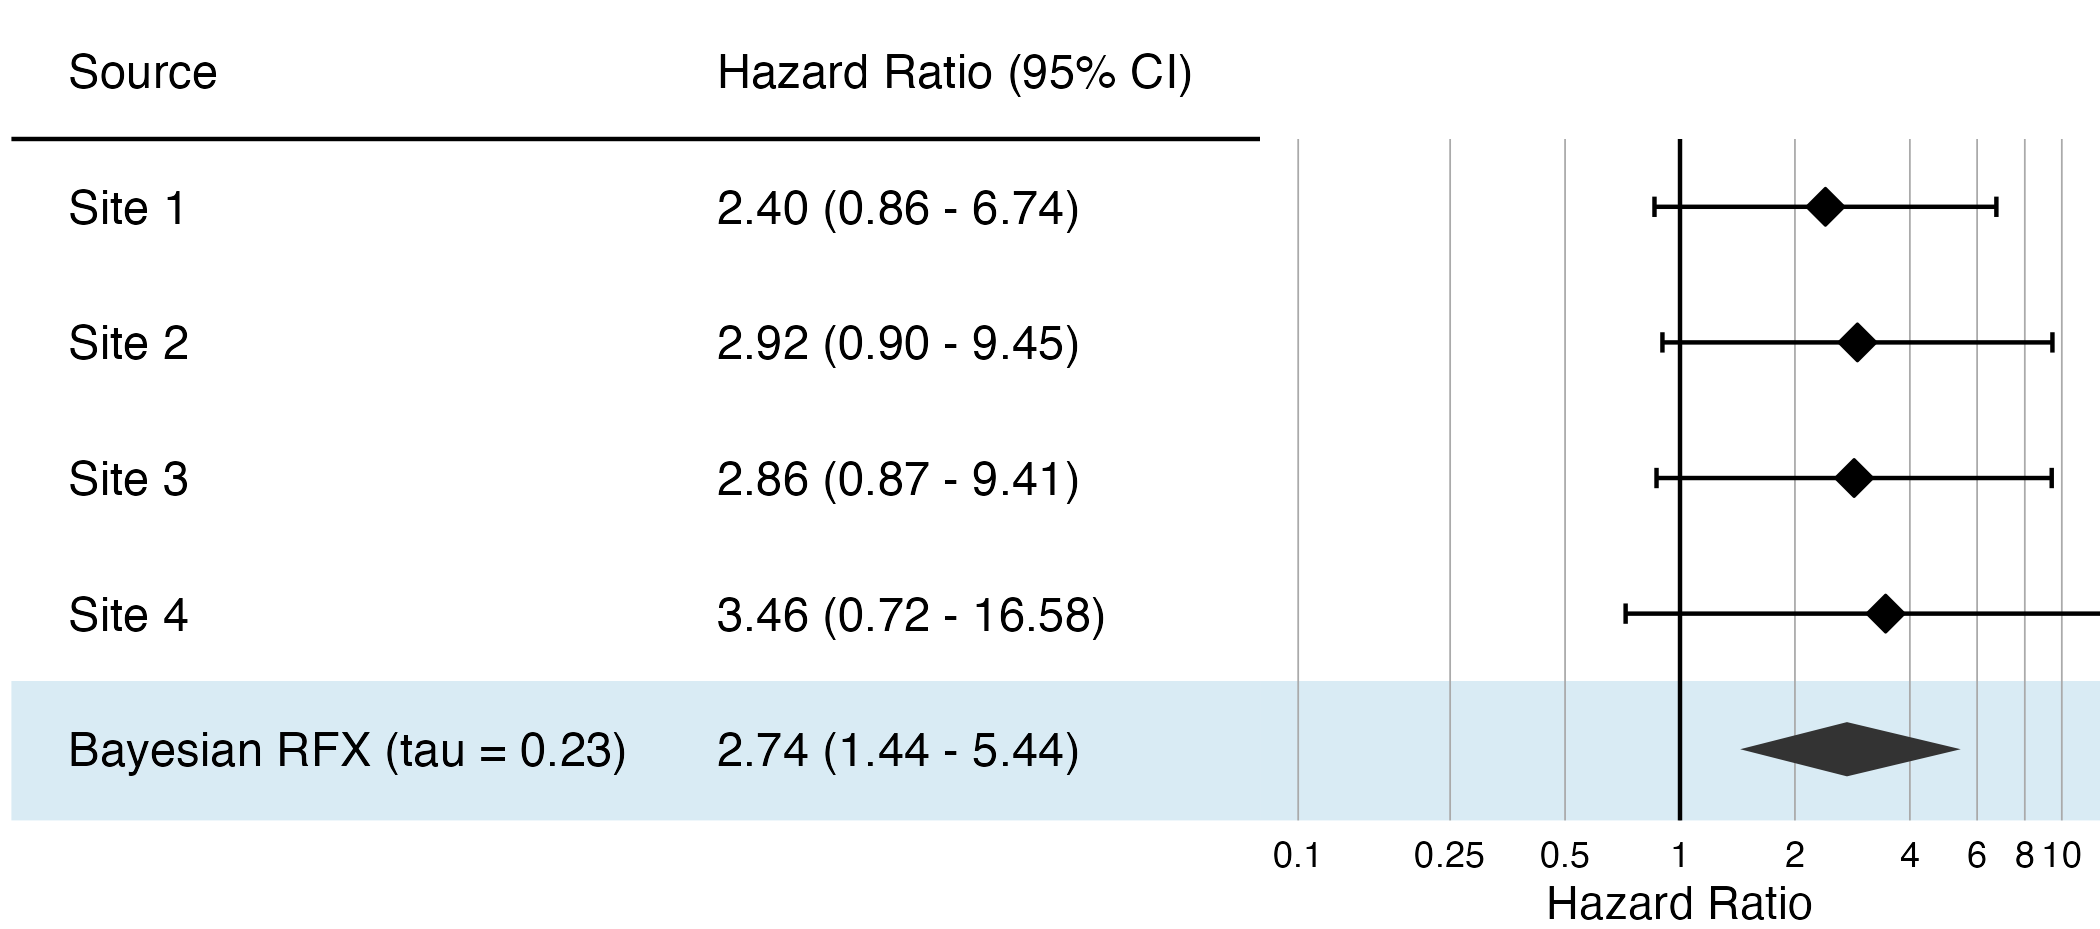 Source Hazard Ratio (95% CI)
Site 1 2.40 (0.86 - 6.74)
Site 2 2.92 (0.90 - 9.45)
Site 3 2.86 (0.87 - 9.41)
Site 4 3.46 (0.72 - 16.58)
Bayesian RFX (tau = 0.23) 2.74 (1.44 - 5.44)
0.1 0.25 0.5 1 2 4 6 8 10
Hazard Ratio